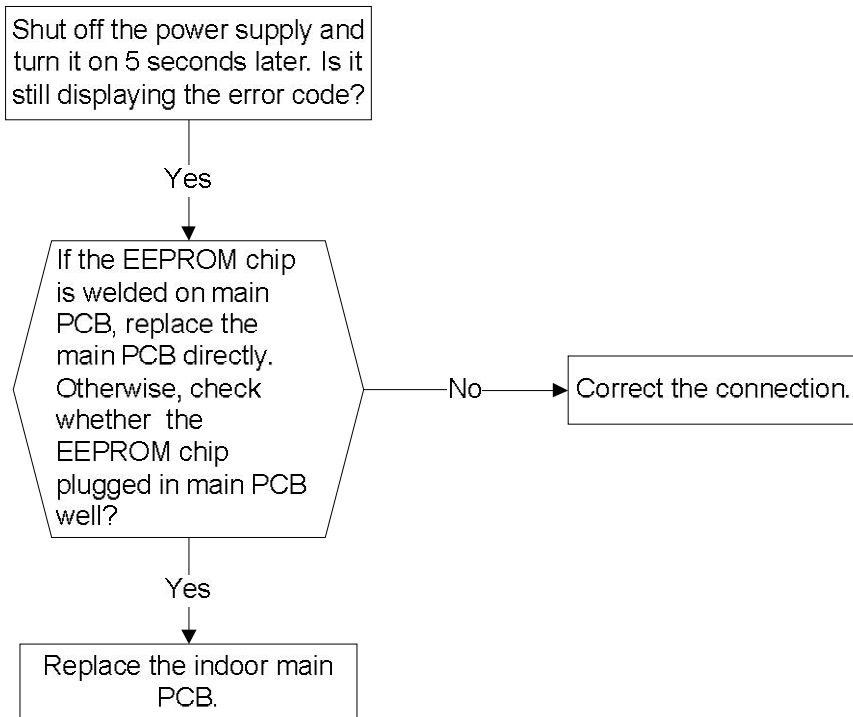 Shut off the power supply and
turn it on 5 seconds later. Is it
still displaying the error code?
Yes
If the EEPROM chip
is welded on main
PCB, replace the
main PCB directly.
Otherwise, check
whether the
EEPROM chip
plugged in main PCB
well?
No
Correct the connection.
Yes
Replace the indoor main
PCB.